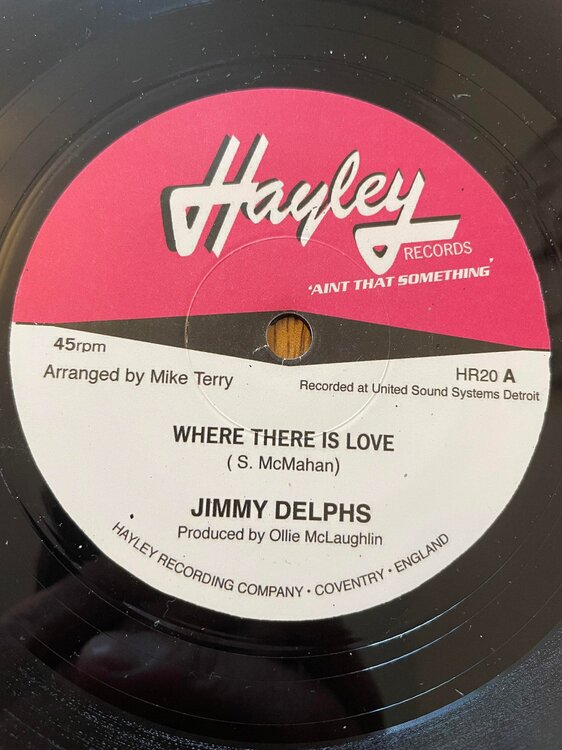 Hayley
RECORDS
'AINT THAT SOMETHING'
45rpm
HR20 A
Arranged by Mike Terry
Recorded at United Sound Systems Detroit
WHERE THERE IS LOVE
( S. McMahan)
JIMMY DELPHS
Produced by Ollie McLaughlin
HAYLEY RECORDING COMPANY • COVENTRY • ENGLAND